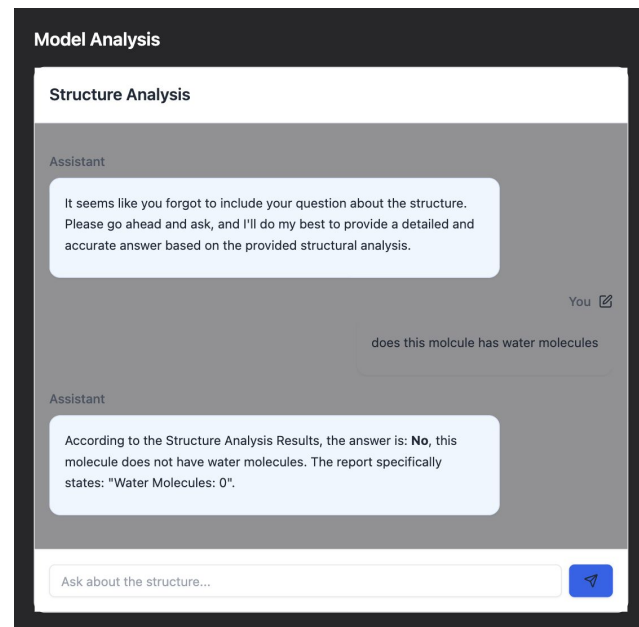 Model Analysis
Structure Analysis
Assistant
It seems like you forgot to include your question about the structure.
Please go ahead and ask, and I'll do my best to provide a detailed and
accurate answer based on the provided structural analysis.
You
does this molcule has water molecules
Assistant
According to the Structure Analysis Results, the answer is: No, this
molecule does not have water molecules. The report specifically
states: "Water Molecules: 0".
Ask about the structure...